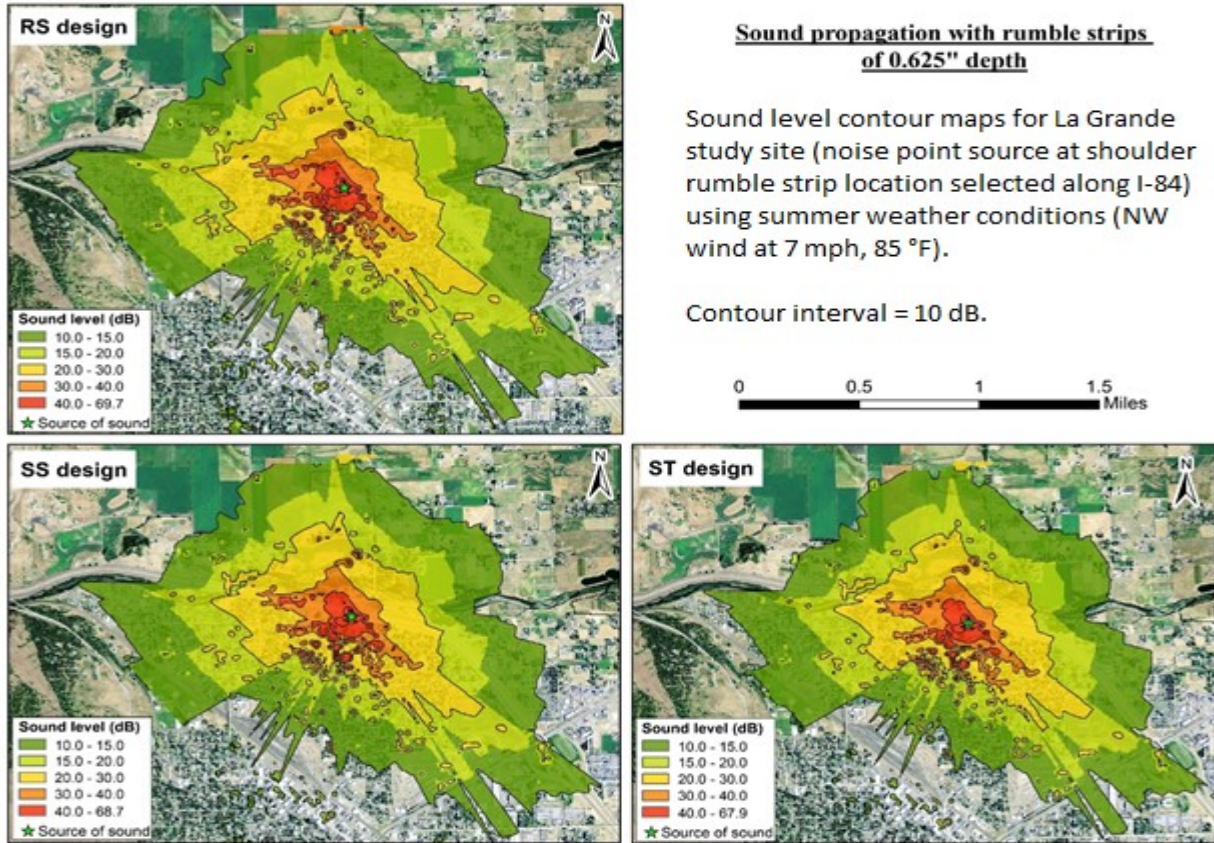 RS design
N
Sound level (dB)
10.0 - 15.0
15.0 - 20.0
20.0 - 30.0
30.0 - 40.0
40.0 - 69.7
Source of sound
Sound propagation with rumble strips
of 0.625" depth
Sound level contour maps for La Grande
study site (noise point source at shoulder
rumble strip location selected along I-84)
using summer weather conditions (NW
wind at 7 mph, 85 °F).
Contour interval = 10 dB.
0 0.5 1 1.5
Miles
SS design
N
Sound level (dB)
10.0 - 15.0
15.0 - 20.0
20.0 - 30.0
30.0 - 40.0
40.0 - 68.7
Source of sound
ST design
N
Sound level (dB)
10.0 - 15.0
15.0 - 20.0
20.0 - 30.0
30.0 - 40.0
40.0 - 67.9
Source of sound